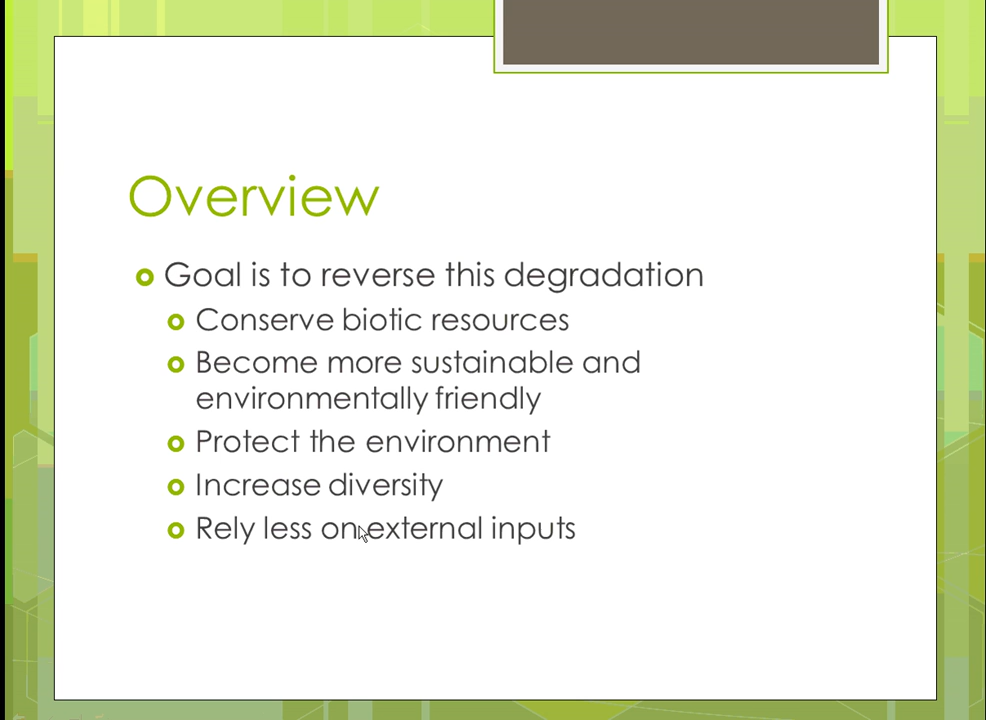 Overview
Goal is to reverse this degradation
Conserve biotic resources
Become more sustainable and
environmentally friendly
Protect the environment
Increase diversity
Rely less on external inputs